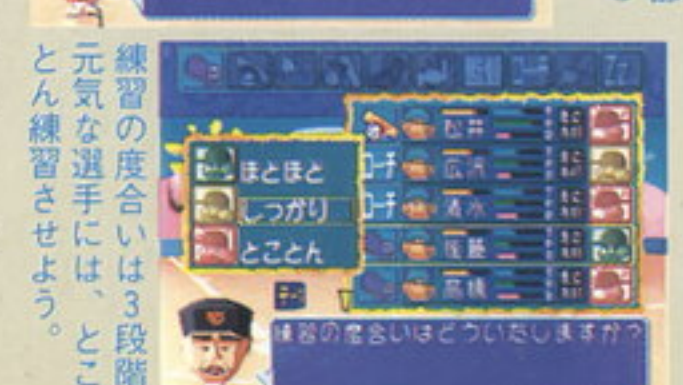 練習の度合いは3段階
元気な選手には、とこ
とん練習させよう。
ほとほと
しっかり
とことん
松井
広沢
清水
後藤
高橋
練習の度合いはどういたしますか?